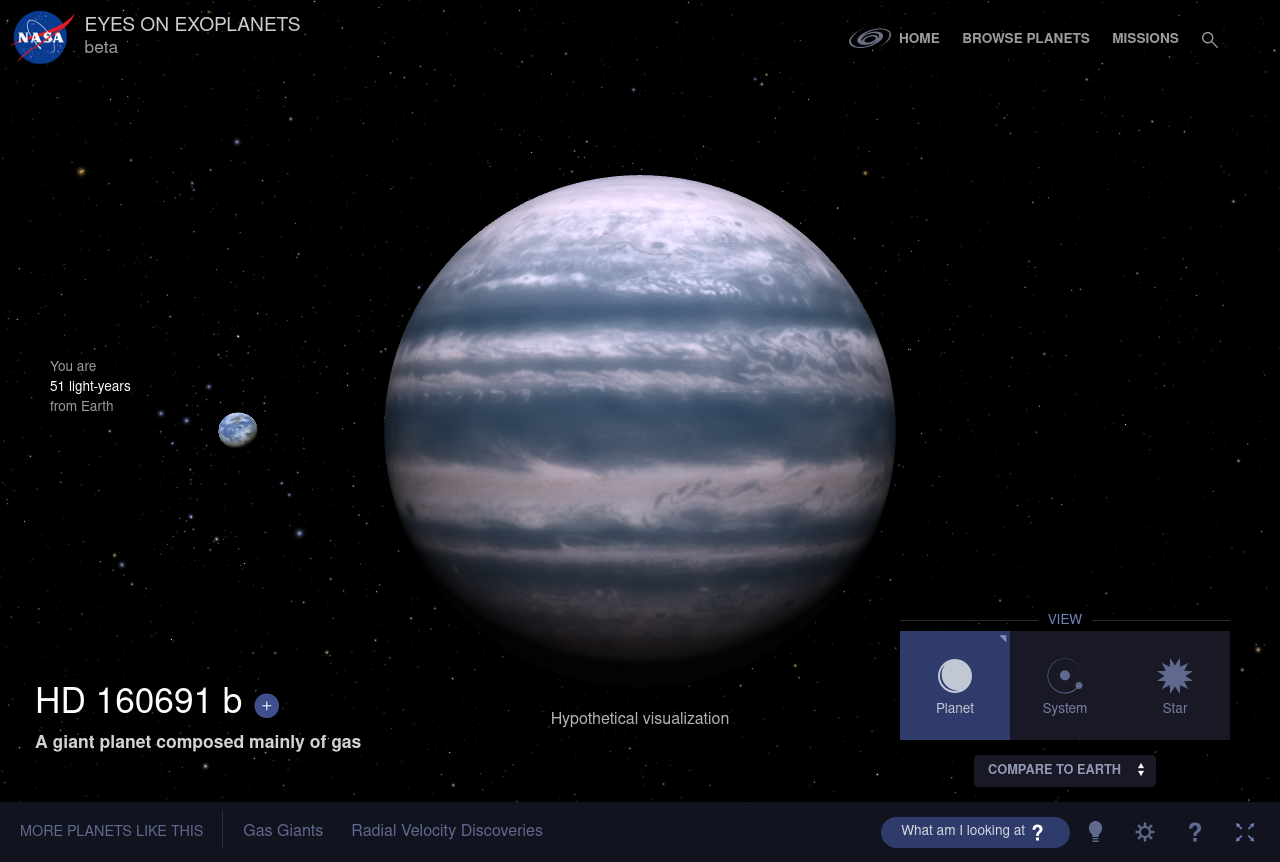 NASA
EYES ON EXOPLANETS
beta
HOME
BROWSE PLANETS
MISSIONS
You are
51 light-years
from Earth
HD 160691 b +
A giant planet composed mainly of gas
Hypothetical visualization
VIEW
Planet
System
Star
COMPARE TO EARTH
MORE PLANETS LIKE THIS
Gas Giants
Radial Velocity Discoveries
What am I looking at ?
?